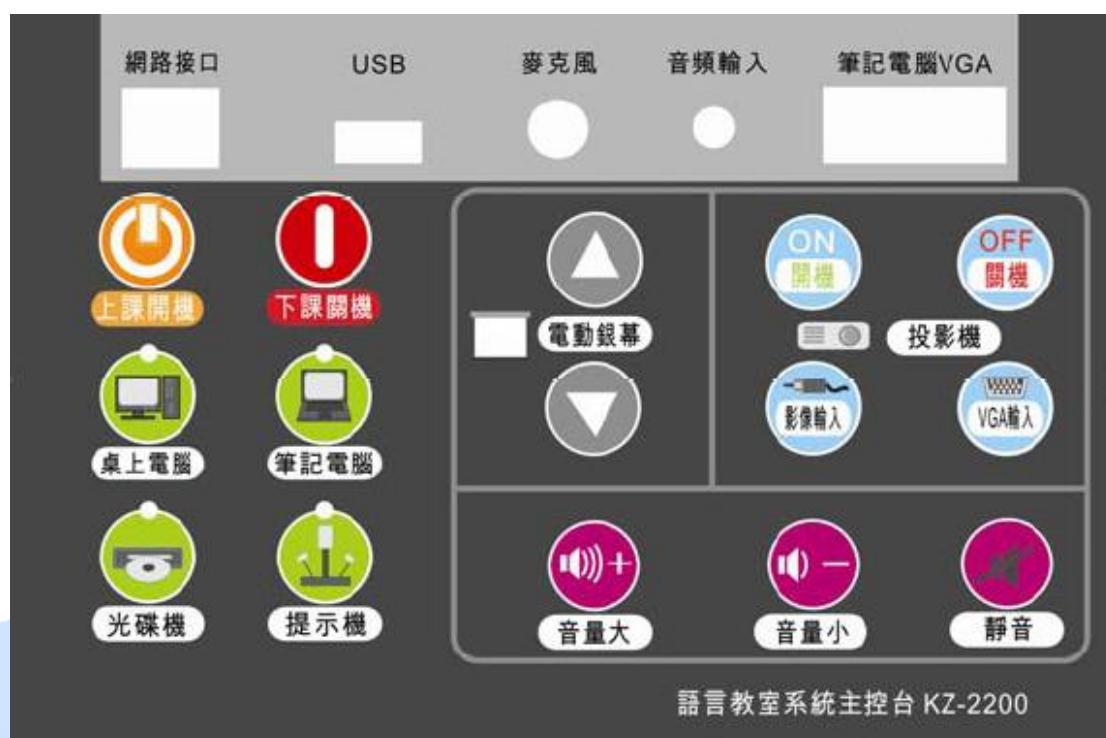 網路接口
USB
麥克風
音頻輸入
筆記電腦VGA
上課開機
下課關機
桌上電腦
筆記電腦
光碟機
提示機
電動銀幕
ON
開機
OFF
關機
投影機
影像輸入
VGA輸入
音量大
音量小
靜音
語言教室系統主控台 KZ-2200